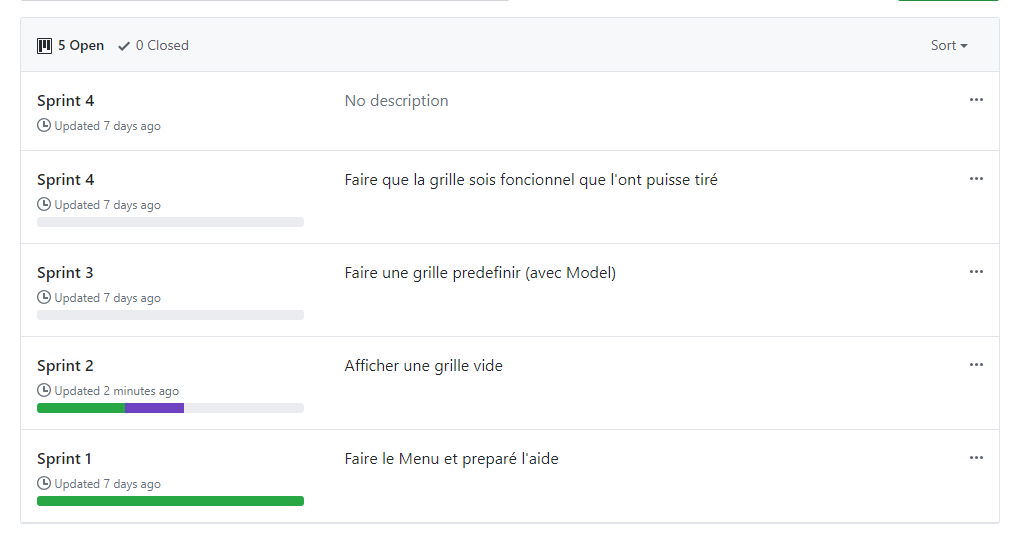 5 Open 0 Closed Sort
Sprint 4 No description
Updated 7 days ago
Sprint 4 Faire que la grille sois foncionnel que l'ont puisse tiré
Updated 7 days ago
Sprint 3 Faire une grille predefinir (avec Model)
Updated 7 days ago
Sprint 2 Afficher une grille vide
Updated 2 minutes ago
Sprint 1 Faire le Menu et preparé l'aide
Updated 7 days ago